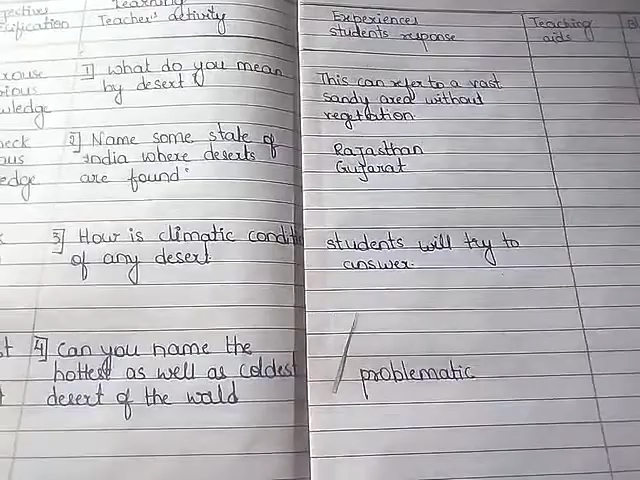 Learning
Teacher's activity
1] What do you mean
by desert?
2] Name some state of
India where deserts
are found.
3] How is climatic conditi
of any desert.
4] Can you name the
hottest as well as coldest
desert of the world
Experiences
students response
This can refer to a vast
sandy area without
vegetation.
Rajasthan
Gujarat
students will try to
answer.
problematic
Teaching
aids